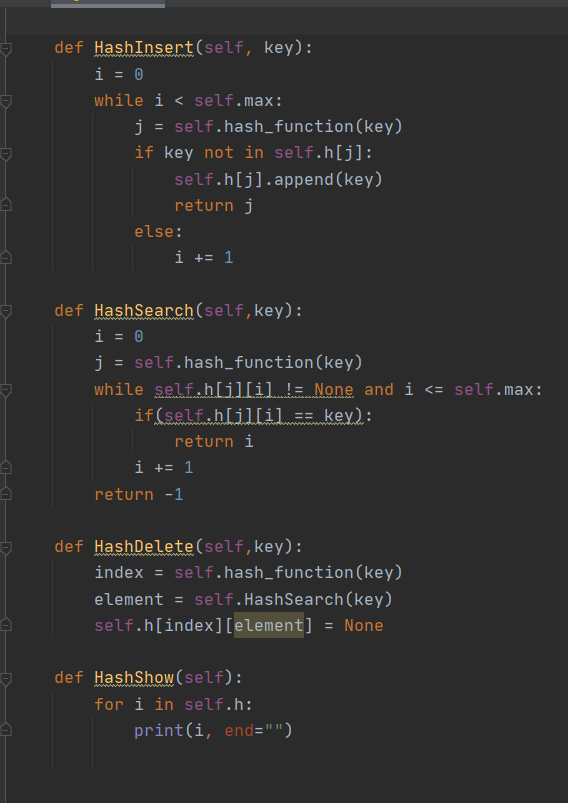 def HashInsert(self, key):
    i = 0
    while i < self.max:
        j = self.hash_function(key)
        if key not in self.h[j]:
            self.h[j].append(key)
            return j
        else:
            i += 1
def HashSearch(self,key):
    i = 0
    j = self.hash_function(key)
    while self.h[j][i] != None and i <= self.max:
        if(self.h[j][i] == key):
            return i
        i += 1
    return -1
def HashDelete(self,key):
    index = self.hash_function(key)
    element = self.HashSearch(key)
    self.h[index][element] = None
def HashShow(self):
    for i in self.h:
        print(i, end="")